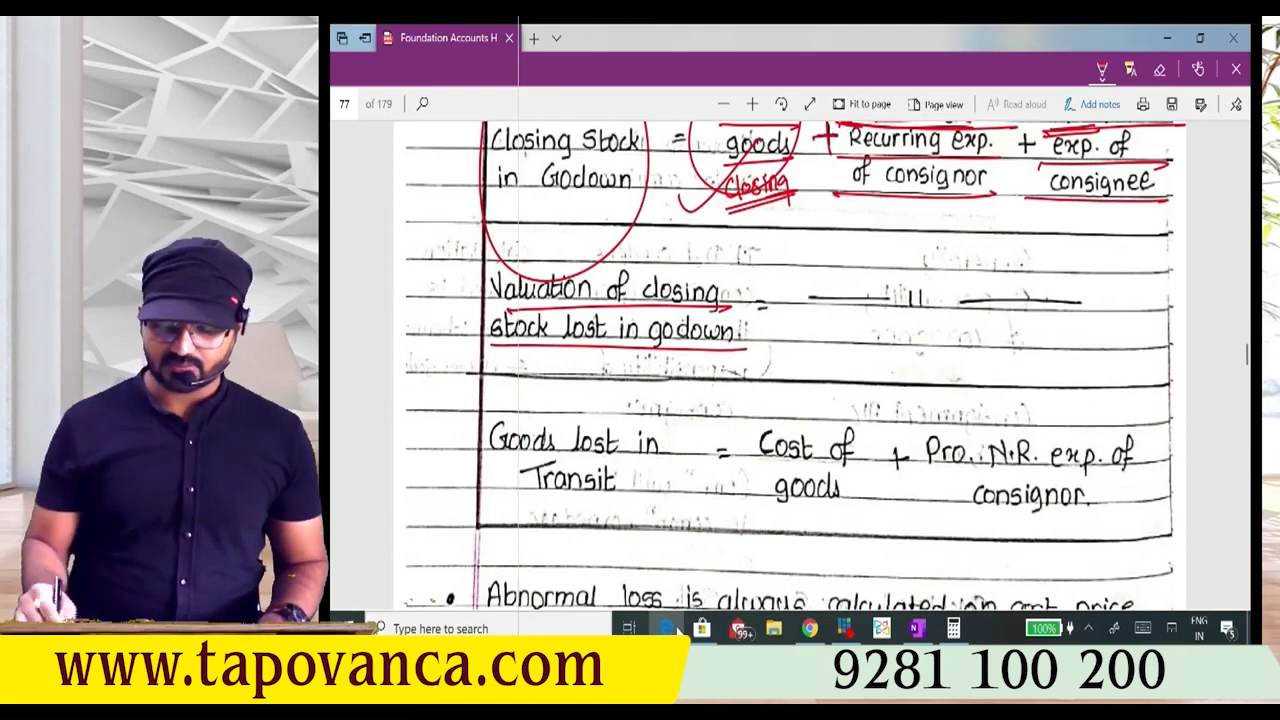 Foundation Accounts H
77 of 179
Fit to page
Page view
Read aloud
Add notes
Closing Stock = goods + Recurring exp. + exp. of
in Godown closing of consignor consignee
Valuation of closing = —— 11 ——
stock lost in godown.
Goods lost in = Cost of + Pro. N.R. exp. of
Transit goods consignor.
• Abnormal loss is always calculated on cost price
Type here to search
99+
100%
ENG
IN
5
www.tapovanca.com
9281 100 200